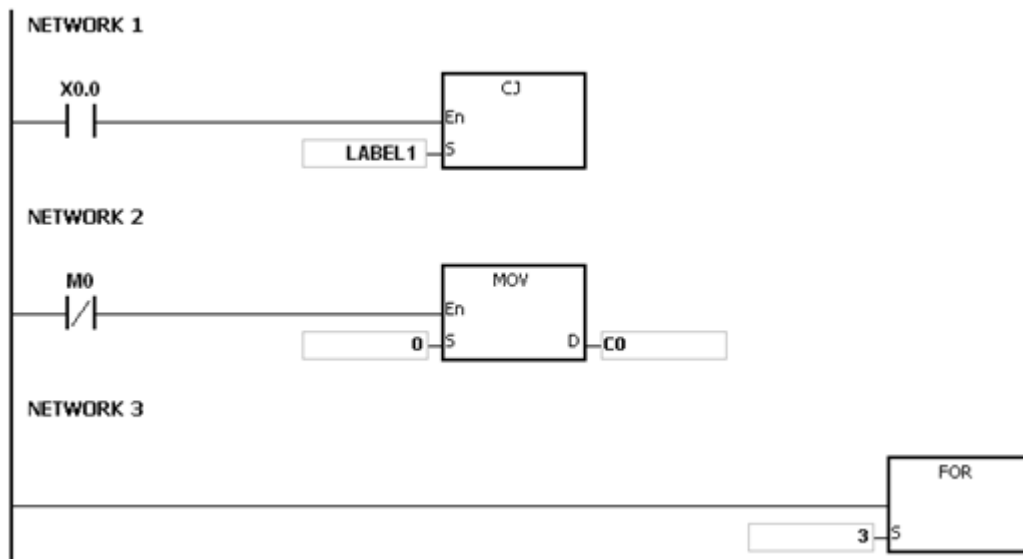 NETWORK 1
X0.0
CJ
En
LABEL1 S
NETWORK 2
M0
MOV
En
0 S D C0
NETWORK 3
FOR
3 S